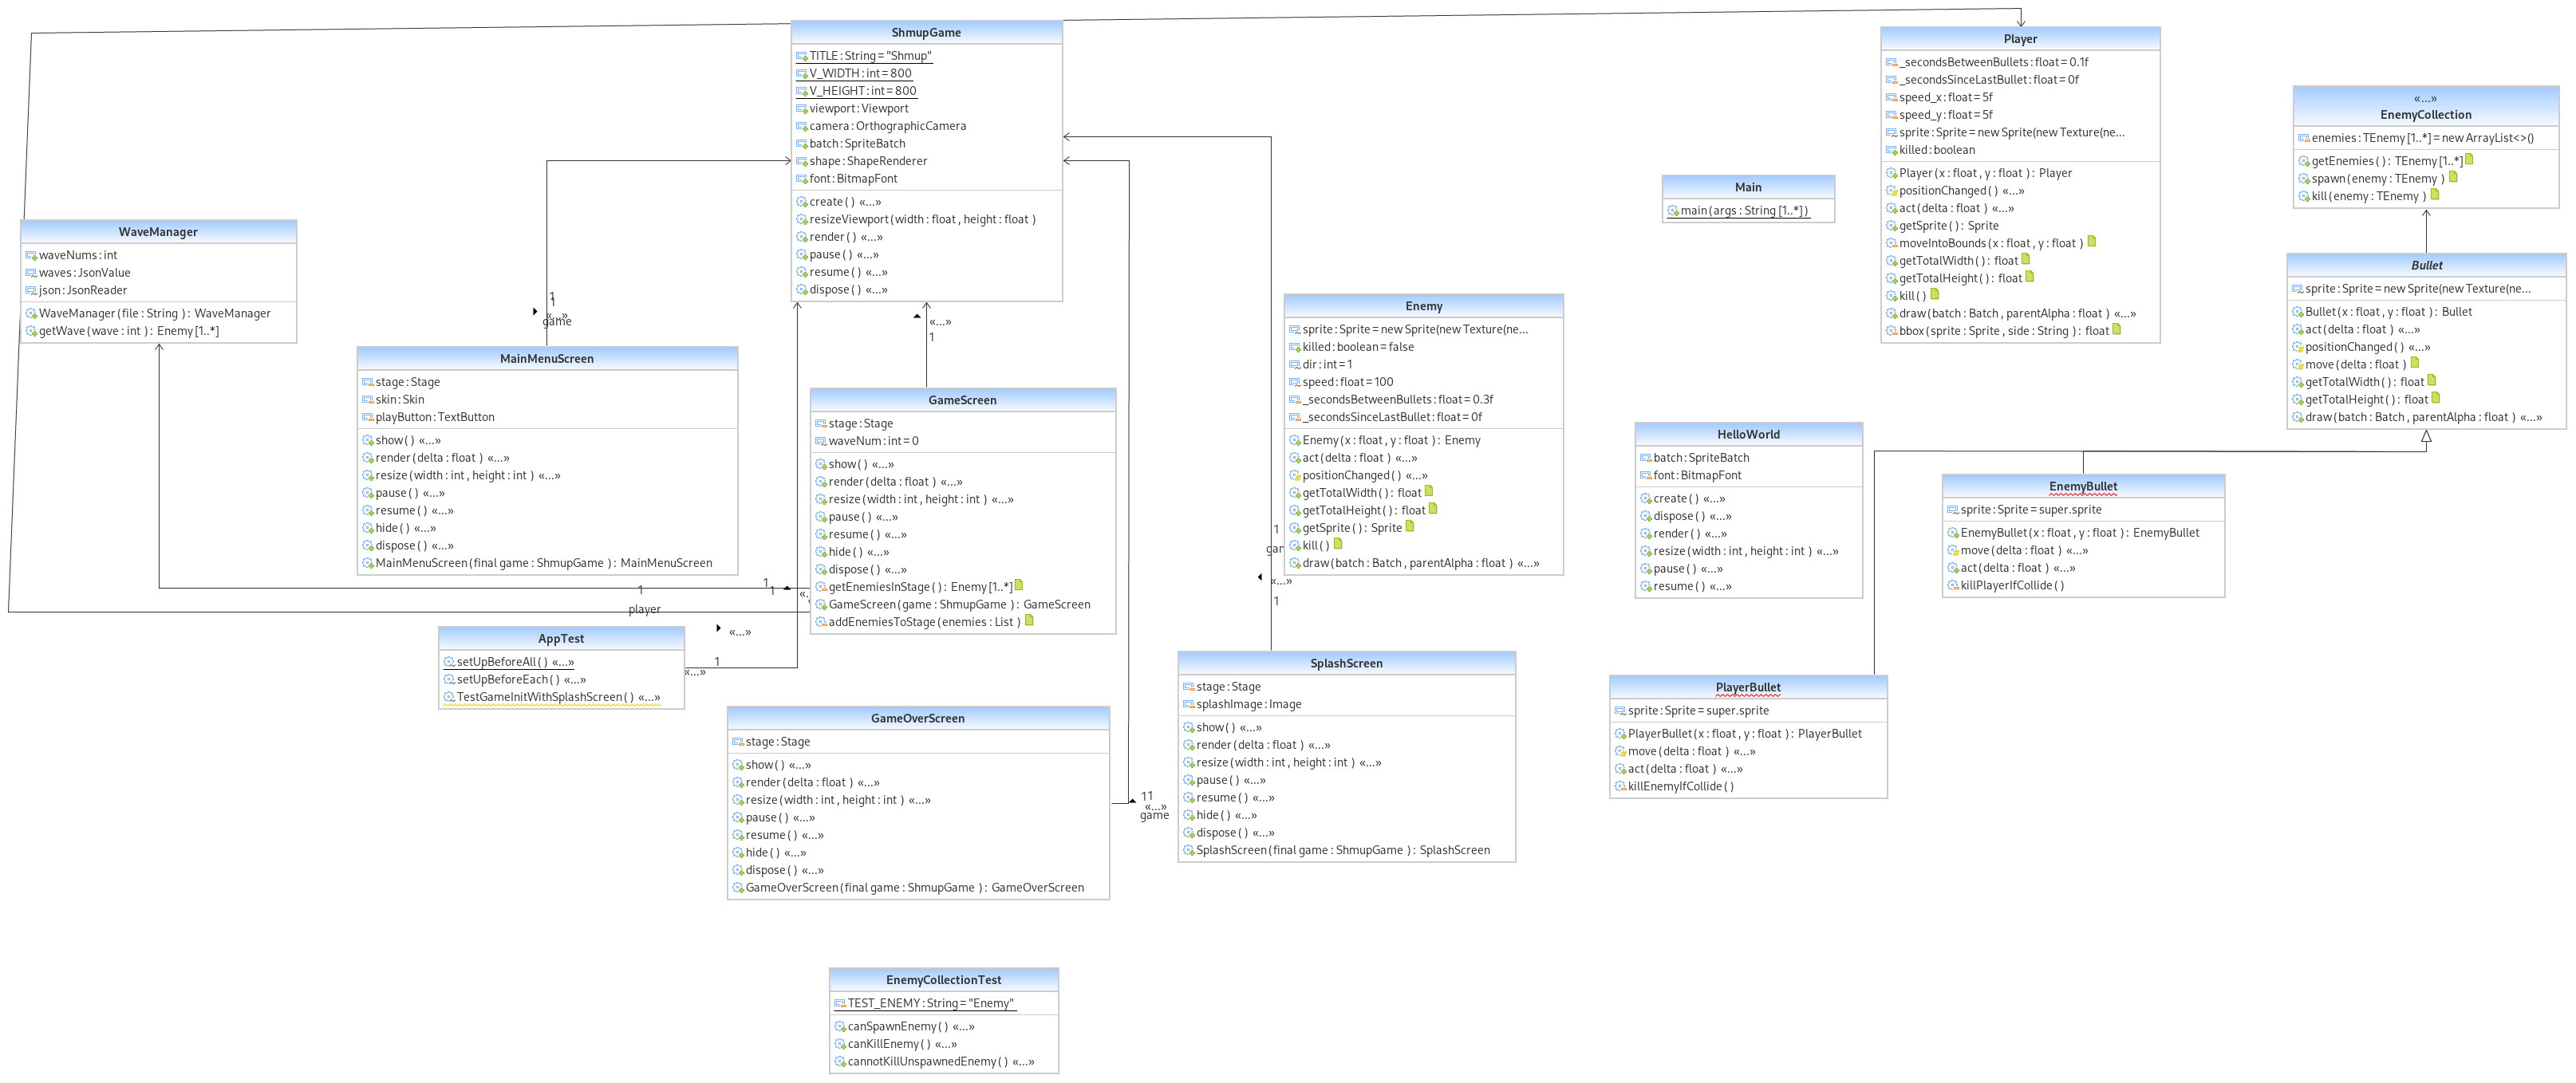 ShmupGame
TITLE : String = "Shmup"
V_WIDTH : int = 800
V_HEIGHT : int = 800
viewport : Viewport
camera : OrthographicCamera
batch : SpriteBatch
shape : ShapeRenderer
font : BitmapFont
create ( ) «...»
resizeViewport ( width : float , height : float )
render ( ) «...»
pause ( ) «...»
resume ( ) «...»
dispose ( ) «...»
Player
_secondsBetweenBullets : float = 0.1f
_secondsSinceLastBullet : float = 0f
speed_x : float = 5f
speed_y : float = 5f
sprite : Sprite = new Sprite(new Texture(ne...
killed : boolean
Player ( x : float , y : float ) : Player
positionChanged ( ) «...»
act ( delta : float ) «...»
getSprite ( ) : Sprite
moveIntoBounds ( x : float , y : float )
getTotalWidth ( ) : float
getTotalHeight ( ) : float
kill ( )
draw ( batch : Batch , parentAlpha : float ) «...»
bbox ( sprite : Sprite , side : String ) : float
«...»
EnemyCollection
enemies : TEnemy [1..*] = new ArrayList<>()
getEnemies ( ) : TEnemy [1..*]
spawn ( enemy : TEnemy )
kill ( enemy : TEnemy )
Main
main ( args : String [1..*] )
WaveManager
waveNums : int
waves : JsonValue
json : JsonReader
WaveManager ( file : String ) : WaveManager
getWave ( wave : int ) : Enemy [1..*]
Bullet
sprite : Sprite = new Sprite(new Texture(ne...
Bullet ( x : float , y : float ) : Bullet
act ( delta : float ) «...»
positionChanged ( ) «...»
move ( delta : float )
getTotalWidth ( ) : float
getTotalHeight ( ) : float
draw ( batch : Batch , parentAlpha : float ) «...»
1
1
«...»
game
«...»
1
Enemy
sprite : Sprite = new Sprite(new Texture(ne...
killed : boolean = false
dir : int = 1
speed : float = 100
_secondsBetweenBullets : float = 0.3f
_secondsSinceLastBullet : float = 0f
Enemy ( x : float , y : float ) : Enemy
act ( delta : float ) «...»
positionChanged ( ) «...»
getTotalWidth ( ) : float
getTotalHeight ( ) : float
getSprite ( ) : Sprite
kill ( )
draw ( batch : Batch , parentAlpha : float ) «...»
MainMenuScreen
stage : Stage
skin : Skin
playButton : TextButton
show ( ) «...»
render ( delta : float ) «...»
resize ( width : int , height : int ) «...»
pause ( ) «...»
resume ( ) «...»
hide ( ) «...»
dispose ( ) «...»
MainMenuScreen ( final game : ShmupGame ) : MainMenuScreen
GameScreen
stage : Stage
waveNum : int = 0
show ( ) «...»
render ( delta : float ) «...»
resize ( width : int , height : int ) «...»
pause ( ) «...»
resume ( ) «...»
hide ( ) «...»
dispose ( ) «...»
getEnemiesInStage ( ) : Enemy [1..*]
GameScreen ( game : ShmupGame ) : GameScreen
addEnemiesToStage ( enemies : List )
HelloWorld
batch : SpriteBatch
font : BitmapFont
create ( ) «...»
dispose ( ) «...»
render ( ) «...»
resize ( width : int , height : int ) «...»
pause ( ) «...»
resume ( ) «...»
EnemyBullet
sprite : Sprite = super.sprite
EnemyBullet ( x : float , y : float ) : EnemyBullet
move ( delta : float ) «...»
act ( delta : float ) «...»
killPlayerIfCollide ( )
1
«...»
1
1
player
1
1
«...»
1
«...»
AppTest
setUpBeforeAll ( ) «...»
setUpBeforeEach ( ) «...»
TestGameInitWithSplashScreen ( ) «...»
SplashScreen
stage : Stage
splashImage : Image
show ( ) «...»
render ( delta : float ) «...»
resize ( width : int , height : int ) «...»
pause ( ) «...»
resume ( ) «...»
hide ( ) «...»
dispose ( ) «...»
SplashScreen ( final game : ShmupGame ) : SplashScreen
PlayerBullet
sprite : Sprite = super.sprite
PlayerBullet ( x : float , y : float ) : PlayerBullet
move ( delta : float ) «...»
act ( delta : float ) «...»
killEnemyIfCollide ( )
GameOverScreen
stage : Stage
show ( ) «...»
render ( delta : float ) «...»
resize ( width : int , height : int ) «...»
pause ( ) «...»
resume ( ) «...»
hide ( ) «...»
dispose ( ) «...»
GameOverScreen ( final game : ShmupGame ) : GameOverScreen
11
«...»
game
EnemyCollectionTest
TEST_ENEMY : String = "Enemy"
canSpawnEnemy ( ) «...»
canKillEnemy ( ) «...»
cannotKillUnspawnedEnemy ( ) «...»